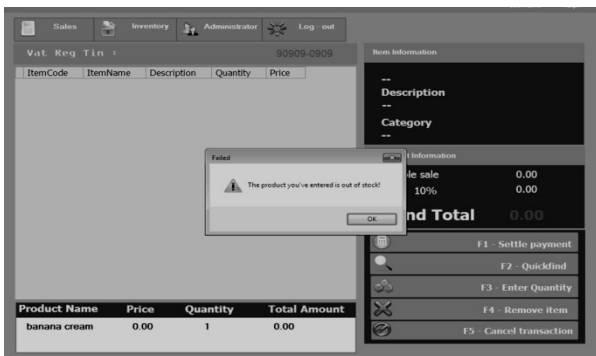 Sales Inventory Administrator Log - out
Vat Reg Tin : 90909-0909
ItemCode ItemName Description Quantity Price
Item Information
--
Description
--
Category
--
Failed
The product you've entered is out of stock!
OK
Information
le sale 0.00
10% 0.00
nd Total 0.00
F1 - Settle payment
F2 - Quickfind
F3 - Enter Quantity
F4 - Remove item
F5 - Cancel transaction
Product Name Price Quantity Total Amount
banana cream 0.00 1 0.00